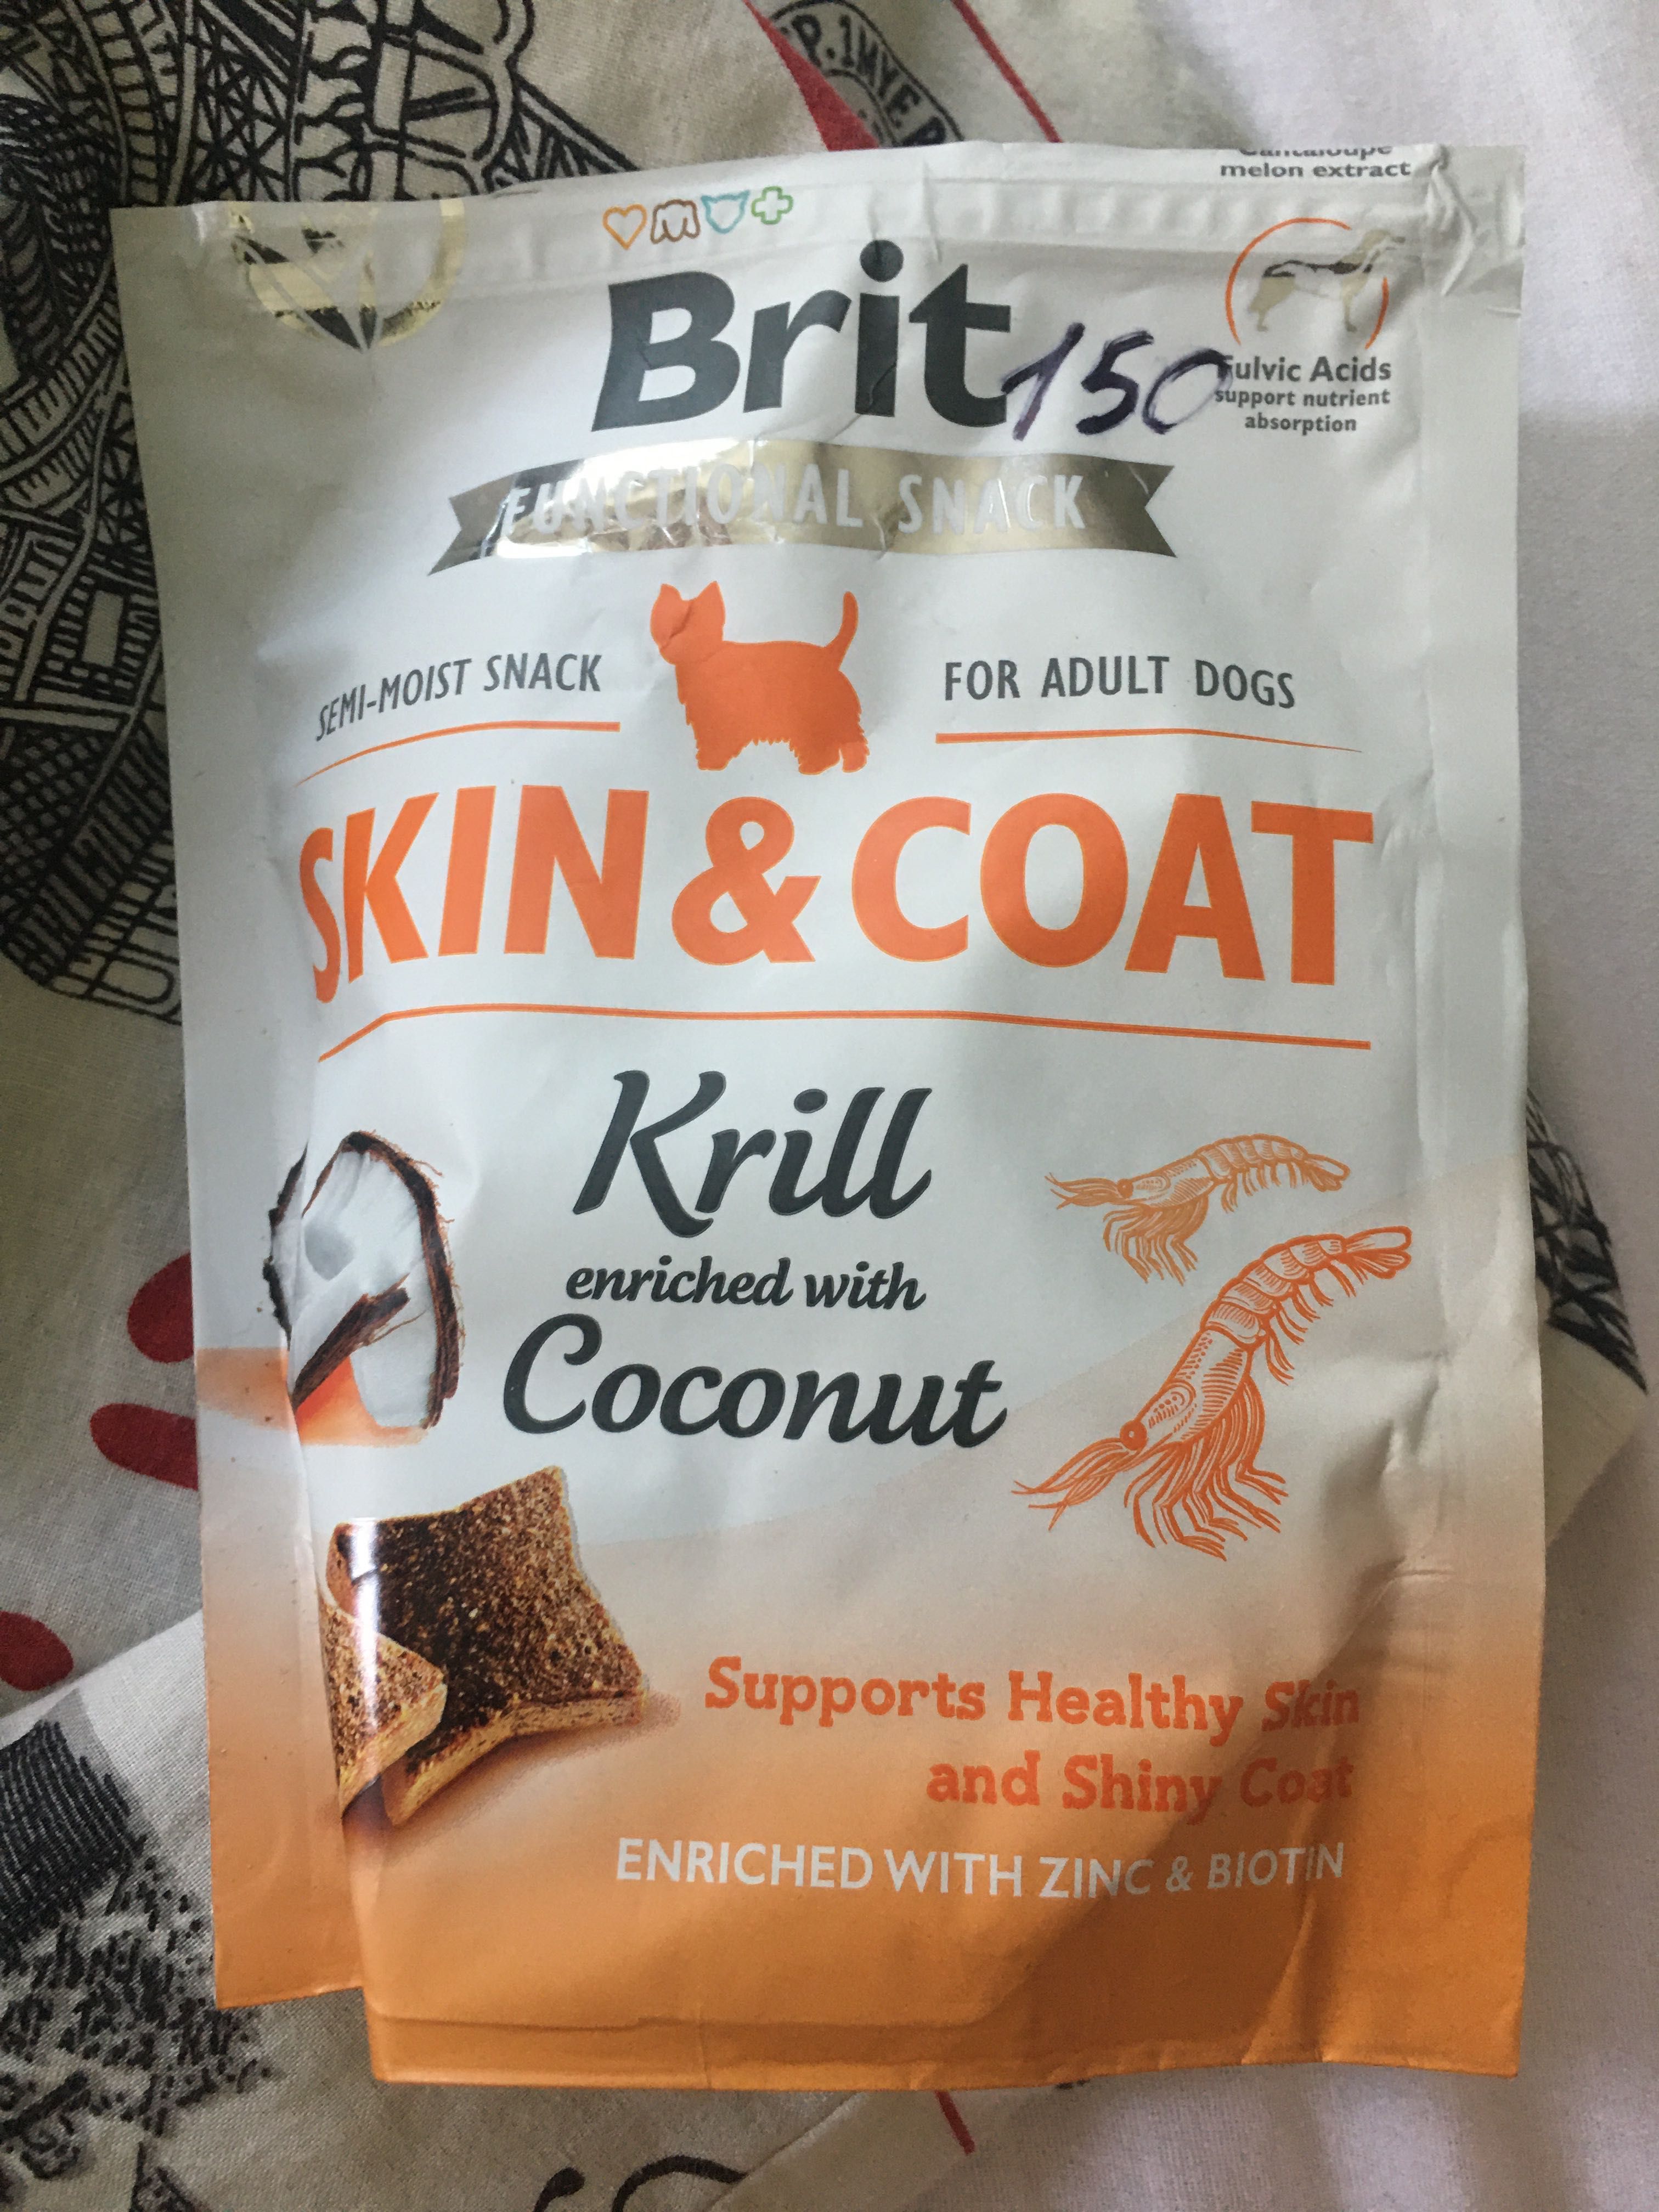 melon extract
Brit
150
Fulvic Acids
support nutrient
absorption
FUNCTIONAL SNACK
SEMI-MOIST SNACK
FOR ADULT DOGS
SKIN & COAT
Krill
enriched with
Coconut
Supports Healthy Skin
and Shiny Coat
ENRICHED WITH ZINC & BIOTIN